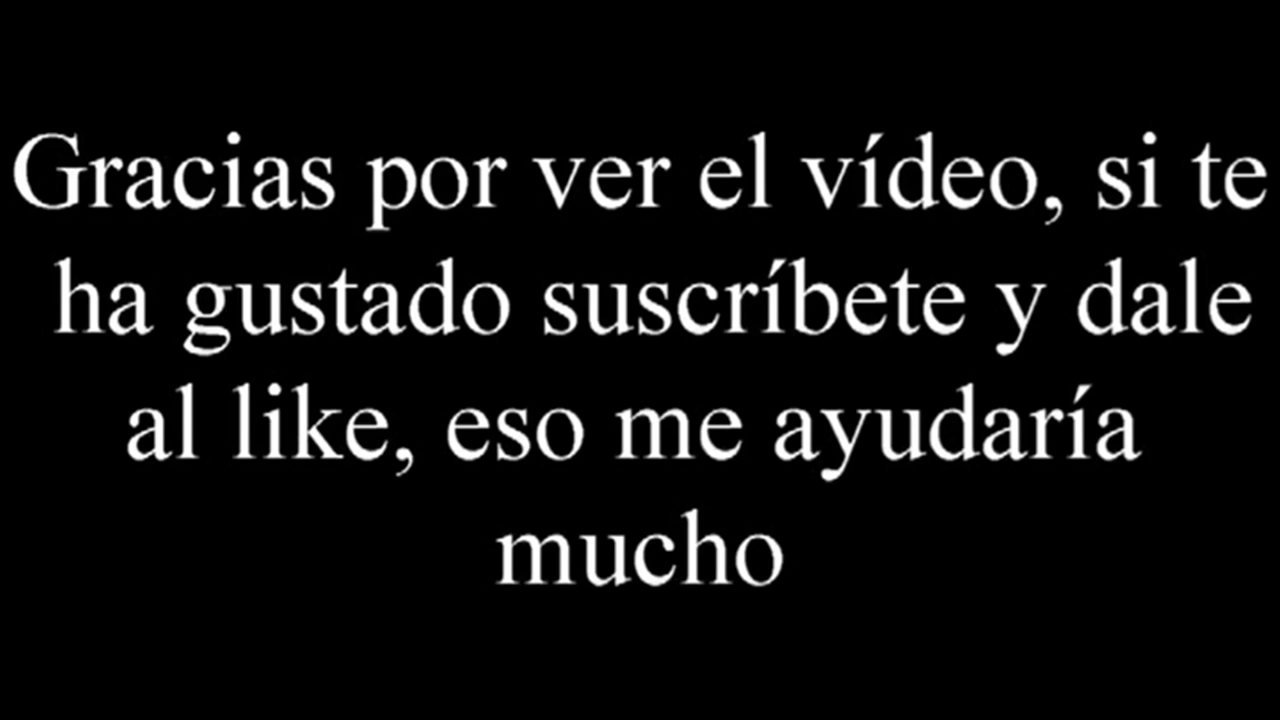 Gracias por ver el vídeo, si te
ha gustado suscríbete y dale
al like, eso me ayudaría
mucho